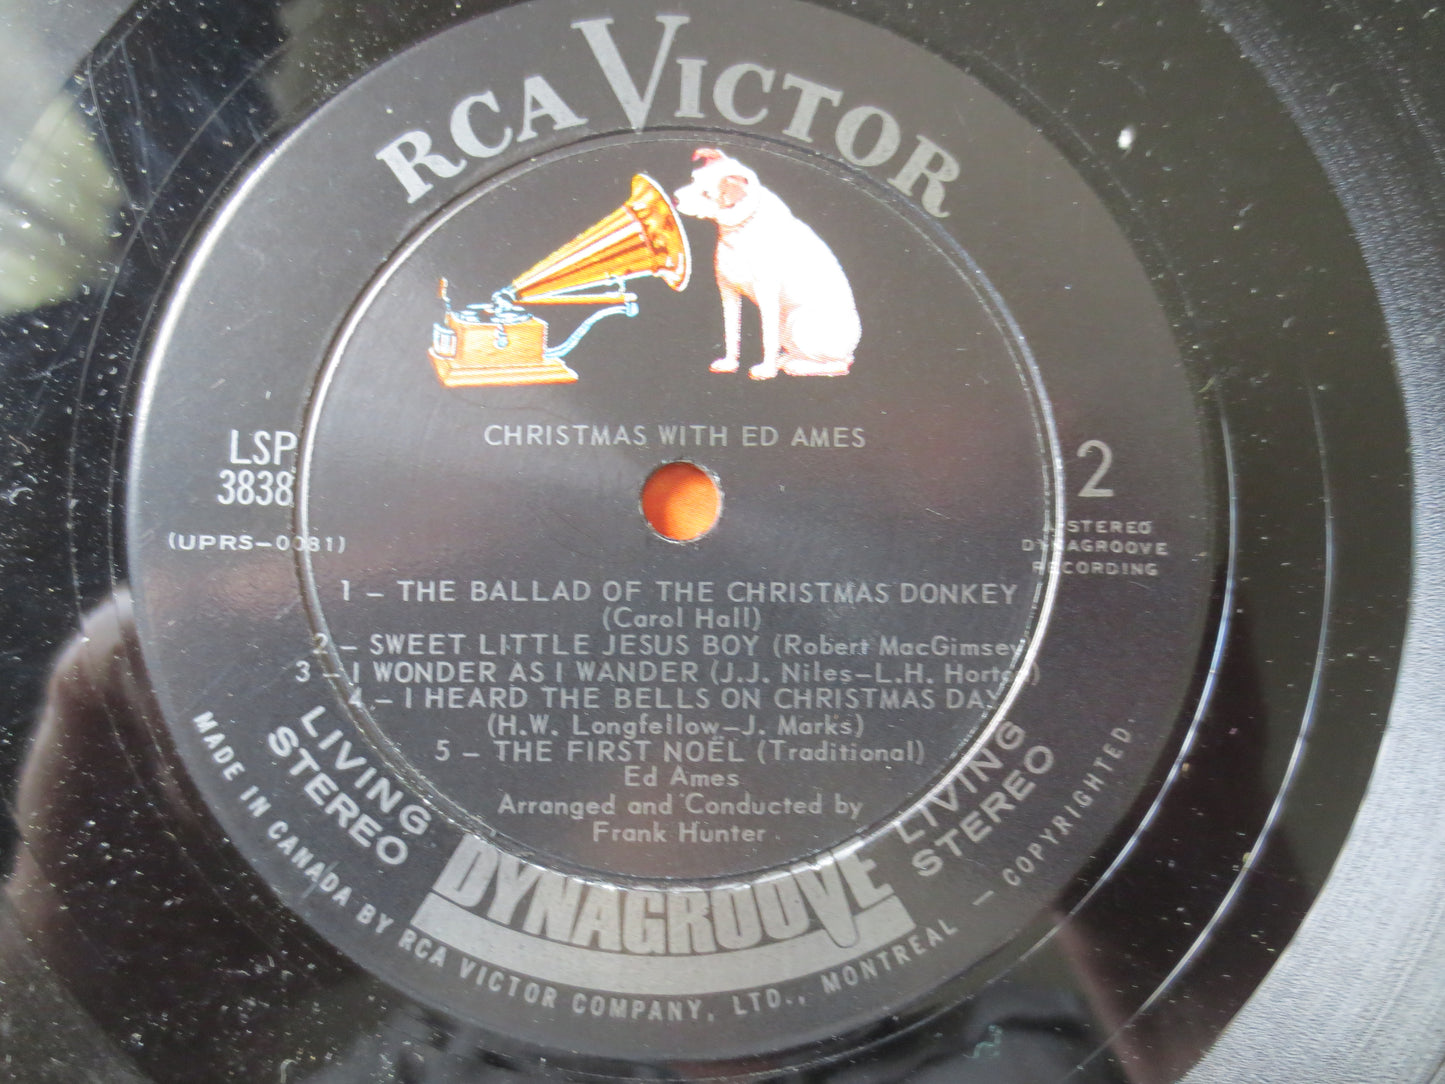 RCA VICTOR
CHRISTMAS WITH ED AMES
LSP
3838
(UPRS-0081)
2
A STEREO
DYNAGROOVE
RECORDING
1 - THE BALLAD OF THE CHRISTMAS DONKEY
(Carol Hall)
2 - SWEET LITTLE JESUS BOY (Robert MacGimsey)
3 - I WONDER AS I WANDER (J.J. Niles-L.H. Horton)
4 - I HEARD THE BELLS ON CHRISTMAS DAY
(H.W. Longfellow-J. Marks)
5 - THE FIRST NOËL (Traditional)
Ed Ames
Arranged and Conducted by
Frank Hunter
LIVING
STEREO
DYNAGROOVE
LIVING
STEREO
MADE IN CANADA BY RCA VICTOR COMPANY, LTD., MONTREAL — COPYRIGHTED.